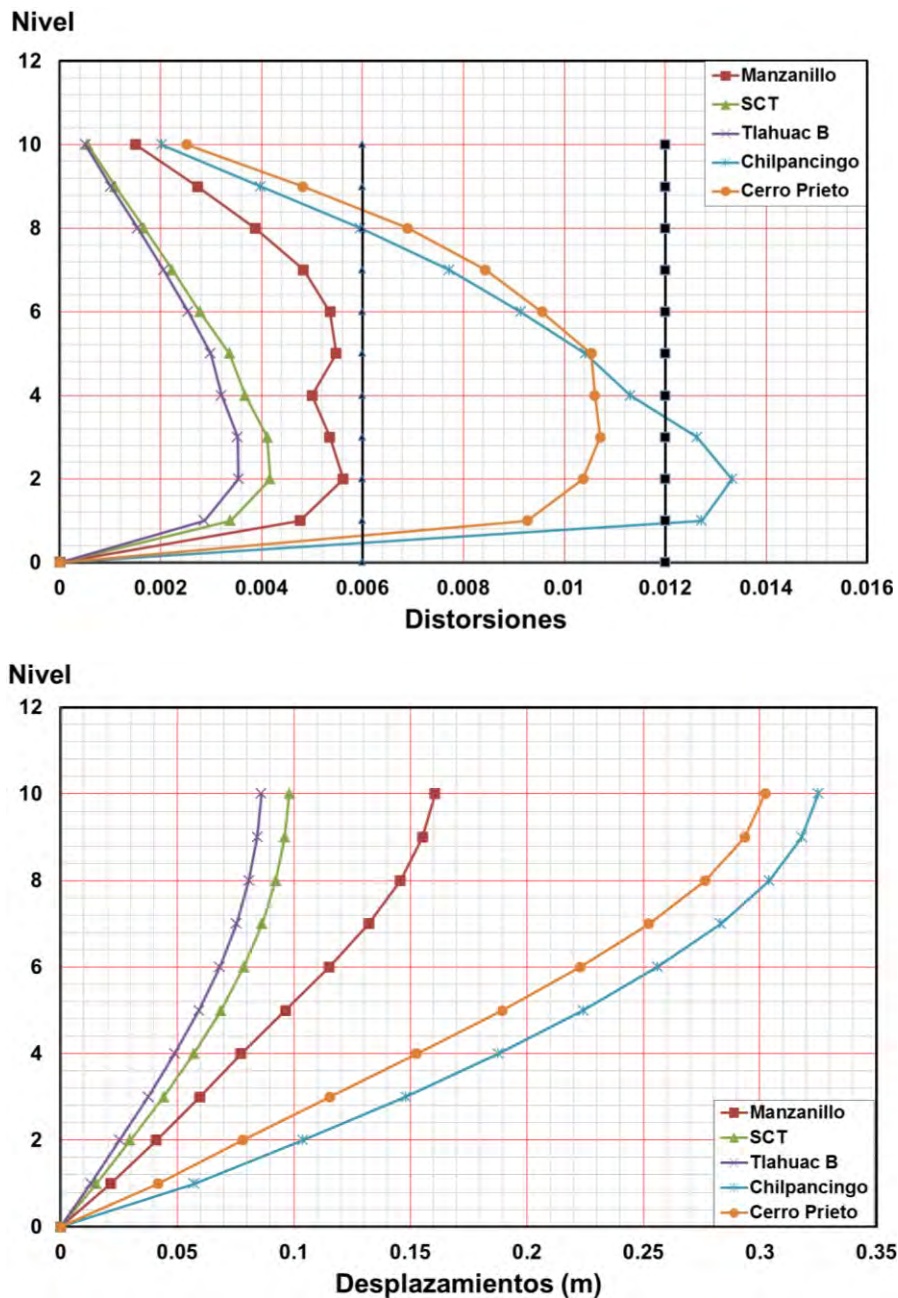 Nivel
12
10
8
6
4
2
0
Manzanillo
SCT
Tlahuac B
Chilpancingo
Cerro Prieto
0 0.002 0.004 0.006 0.008 0.01 0.012 0.014 0.016
Distorsiones
Nivel
12
10
8
6
4
2
0
Manzanillo
SCT
Tlahuac B
Chilpancingo
Cerro Prieto
0 0.05 0.1 0.15 0.2 0.25 0.3 0.35
Desplazamientos (m)